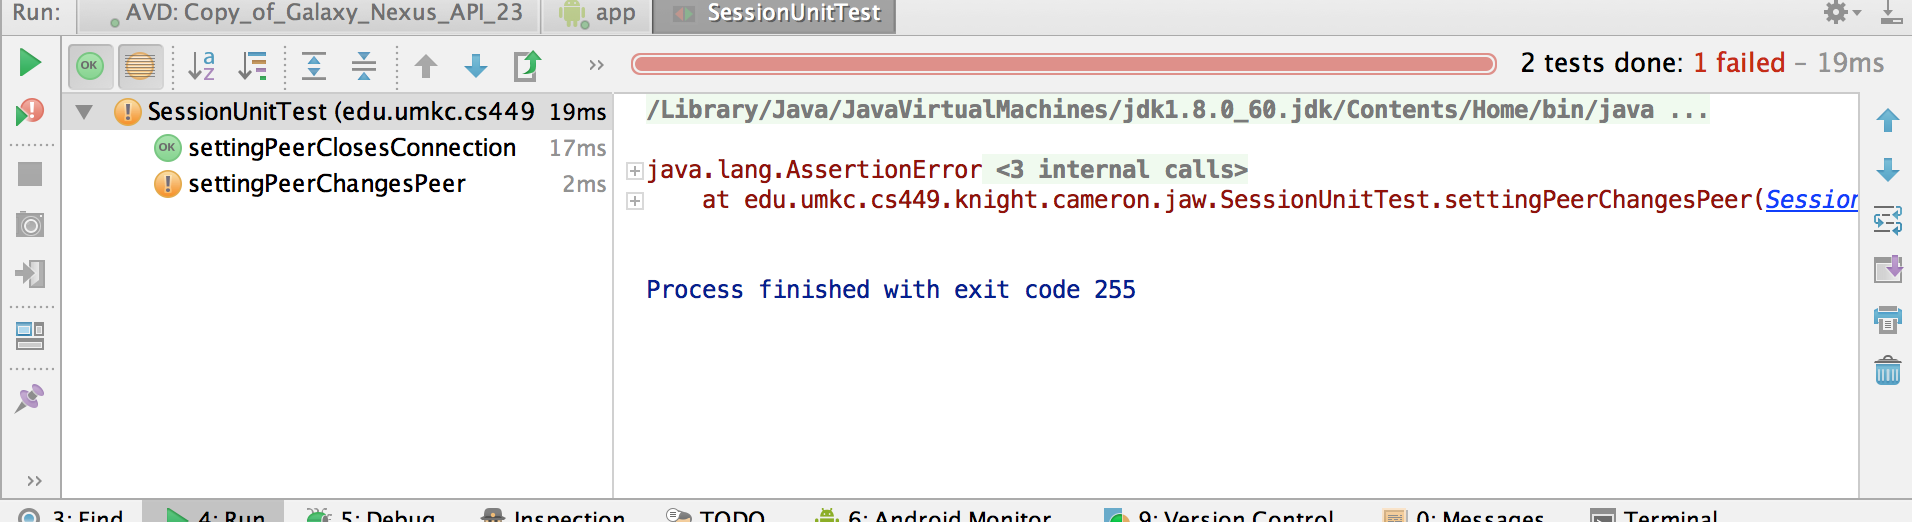 Run: AVD: Copy_of_Galaxy_Nexus_API_23 app SessionUnitTest
OK a z >> 2 tests done: 1 failed – 19ms
SessionUnitTest (edu.umkc.cs449 19ms
OK settingPeerClosesConnection 17ms
settingPeerChangesPeer 2ms
/Library/Java/JavaVirtualMachines/jdk1.8.0_60.jdk/Contents/Home/bin/java ...
java.lang.AssertionError <3 internal calls>
at edu.umkc.cs449.knight.cameron.jaw.SessionUnitTest.settingPeerChangesPeer(Session
Process finished with exit code 255
>>
3: Find 4: Run 5: Debug Inspection TODO 6: Android Monitor 9: Version Control 0: Messages Terminal